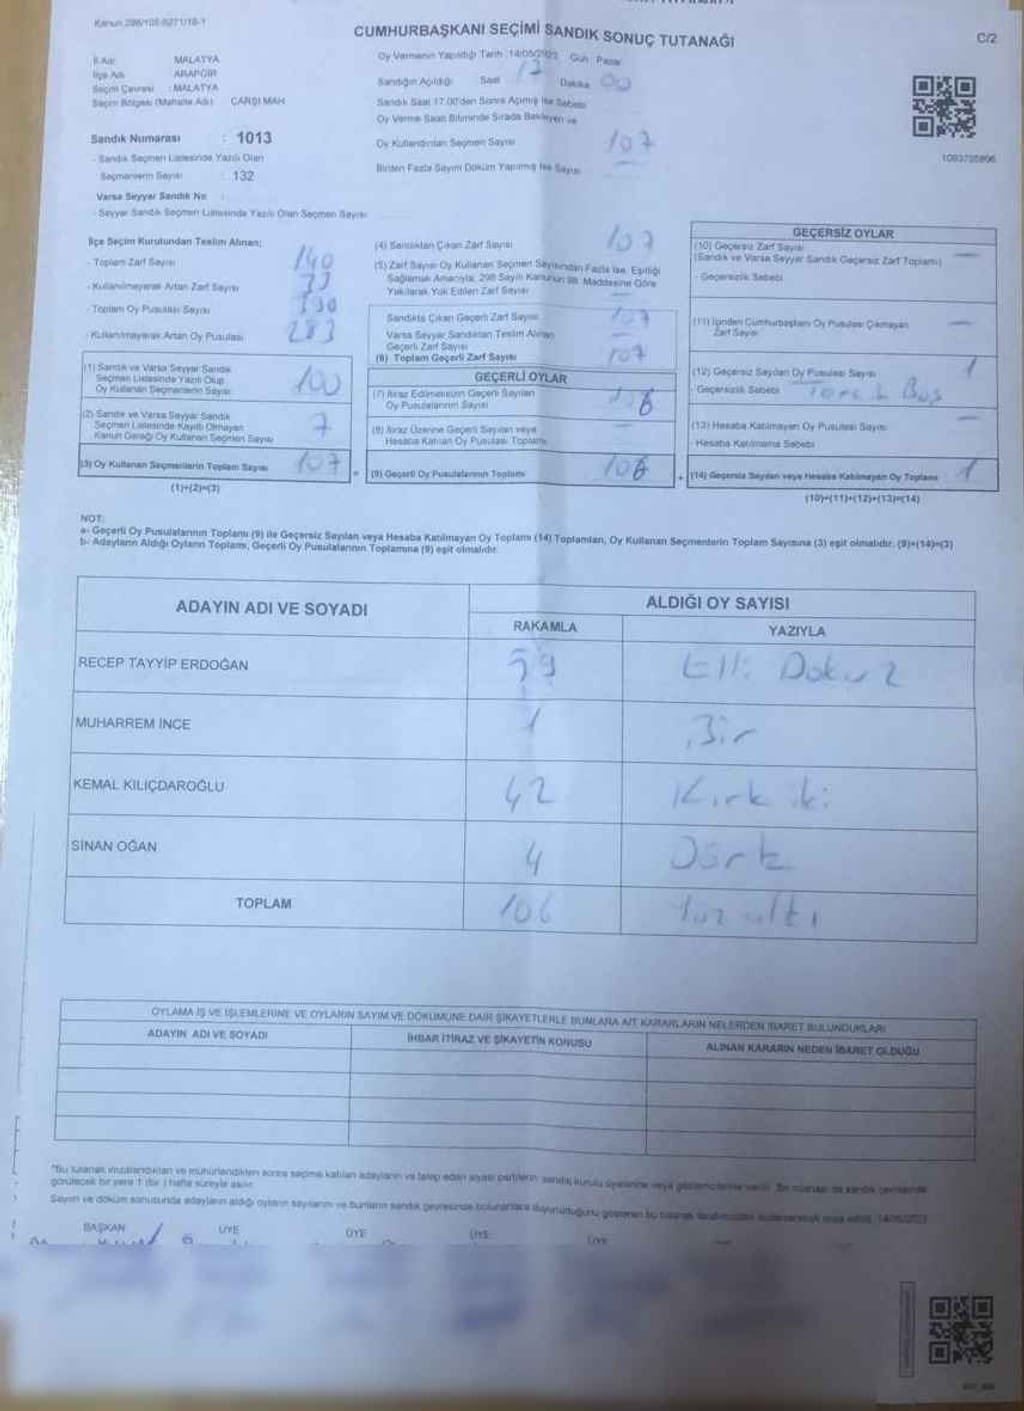 Kanun 298/105-5271/18-1
CUMHURBAŞKANI SEÇİMİ SANDIK SONUÇ TUTANAĞI
C/2
İl Adı MALATYA
İlçe Adı ARAPGİR
Seçim Çevresi : MALATYA
Seçim Bölgesi (Mahalle Adı) ÇARŞI MAH
Oy Vermenin Yapıldığı Tarih : 14/05/2023 Gün Pazar
Sandığın Açıldığı Saat 17 Dakika 00
Sandık Saat 17.00'den Sonra Açılmış İse Sebebi
Oy Verme Saati Bitiminde Sırada Bekleyen ve
Oy Kullandırılan Seçmen Sayısı 107
Birden Fazla Sayım Döküm Yapılmış İse Sayısı
Sandık Numarası : 1013
- Sandık Seçmen Listesinde Yazılı Olan
Seçmenlerin Sayısı : 132
Varsa Seyyar Sandık No :
- Seyyar Sandık Seçmen Listesinde Yazılı Olan Seçmen Sayısı
İlçe Seçim Kurulundan Teslim Alınan;
- Toplam Zarf Sayısı 140
- Kullanılmayarak Artan Zarf Sayısı
- Toplam Oy Pusulası Sayısı
- Kullanılmayarak Artan Oy Pusulası 283
(1) Sandık ve Varsa Seyyar Sandık
Seçmen Listesinde Yazılı Olup
Oy Kullanan Seçmenlerin Sayısı 100
(2) Sandık ve Varsa Seyyar Sandık
Seçmen Listesinde Kayıtlı Olmayan
Kanun Gereği Oy Kullanan Seçmen Sayısı 7
(3) Oy Kullanan Seçmenlerin Toplam Sayısı 107
(1)+(2)=(3)
(4) Sandıktan Çıkan Zarf Sayısı 107
(5) Zarf Sayısı Oy Kullanan Seçmen Sayısından Fazla İse, Eşitliği
Sağlamak Amacıyla, 298 Sayılı Kanunun 98. Maddesine Göre
Yakılarak Yok Edilen Zarf Sayısı
Sandıkta Çıkan Geçerli Zarf Sayısı 107
Varsa Seyyar Sandıktan Teslim Alınan
Geçerli Zarf Sayısı
(6) Toplam Geçerli Zarf Sayısı 107
GEÇERLİ OYLAR
(7) İtiraz Edilmeksizin Geçerli Sayılan
Oy Pusulalarının Sayısı 106
(8) İtiraz Üzerine Geçerli Sayılan veya
Hesaba Katılan Oy Pusulası Toplamı
= (9) Geçerli Oy Pusulalarının Toplamı 106
GEÇERSİZ OYLAR
(10) Geçersiz Zarf Sayısı
(Sandık ve Varsa Seyyar Sandık Geçersiz Zarf Toplamı)
- Geçersizlik Sebebi
(11) İçinden Cumhurbaşkanı Oy Pusulası Çıkmayan
Zarf Sayısı
(12) Geçersiz Sayılan Oy Pusulası Sayısı 1
- Geçersizlik Sebebi Boş
(13) Hesaba Katılmayan Oy Pusulası Sayısı
- Hesaba Katılmama Sebebi
+ (14) Geçersiz Sayılan veya Hesaba Katılmayan Oy Toplamı 1
(10)+(11)+(12)+(13)=(14)
NOT:
a- Geçerli Oy Pusulalarının Toplamı (9) ile Geçersiz Sayılan veya Hesaba Katılmayan Oy Toplamı (14) Toplamları, Oy Kullanan Seçmenlerin Toplam Sayısına (3) eşit olmalıdır. (9)+(14)=(3)
b- Adayların Aldığı Oyların Toplamı, Geçerli Oy Pusulalarının Toplamına (9) eşit olmalıdır.
ADAYIN ADI VE SOYADI ALDIĞI OY SAYISI
RAKAMLA YAZIYLA
RECEP TAYYİP ERDOĞAN 59 Elli Dokuz
MUHARREM İNCE 1 Bir
KEMAL KILIÇDAROĞLU 42 Kırk iki
SİNAN OĞAN 4 Dört
TOPLAM 106 Yüz altı
OYLAMA İŞ VE İŞLEMLERİNE VE OYLARIN SAYIM VE DÖKÜMÜNE DAİR ŞİKAYETLERLE BUNLARA AİT KARARLARIN NELERDEN İBARET BULUNDUKLARI
ADAYIN ADI VE SOYADI İHBAR İTİRAZ VE ŞİKAYETİN KONUSU ALINAN KARARIN NEDEN İBARET OLDUĞU
"Bu tutanak imzalandıktan ve mühürlendikten sonra seçime katılan adayların ve talep eden siyasi partilerin sandık kurulu üyelerine veya gözlemcilerine verilir. Bir nüshası da sandık çevresinde
görülecek bir yere 1 (bir) hafta süreyle asılır.
Sayım ve döküm sonunda adayların aldığı oyların sayılarını ve bunların sandık çevresinde bulunanlara duyurulduğunu gösteren bu tutanak 14/05/2023
BAŞKAN ÜYE ÜYE ÜYE ÜYE